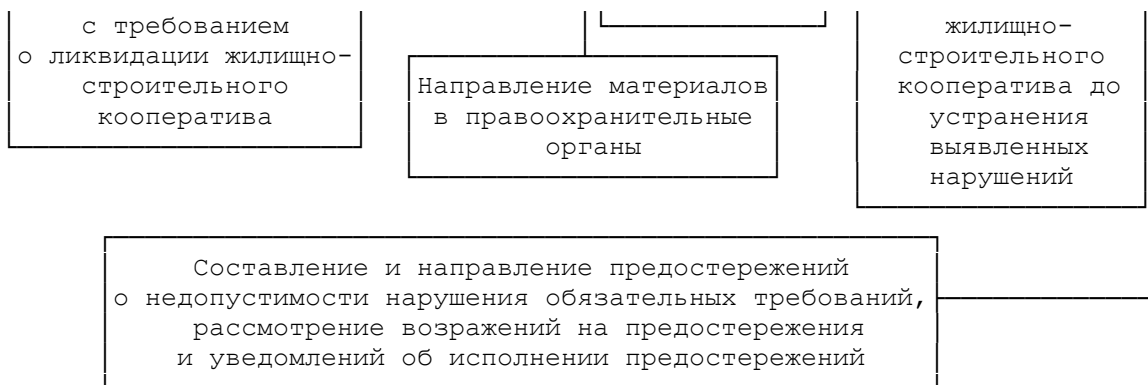 с требованием
о ликвидации жилищно-
строительного
кооператива
Направление материалов
в правоохранительные
органы
жилищно-
строительного
кооператива до
устранения
выявленных
нарушений
Составление и направление предостережений
о недопустимости нарушения обязательных требований,
рассмотрение возражений на предостережения
и уведомлений об исполнении предостережений